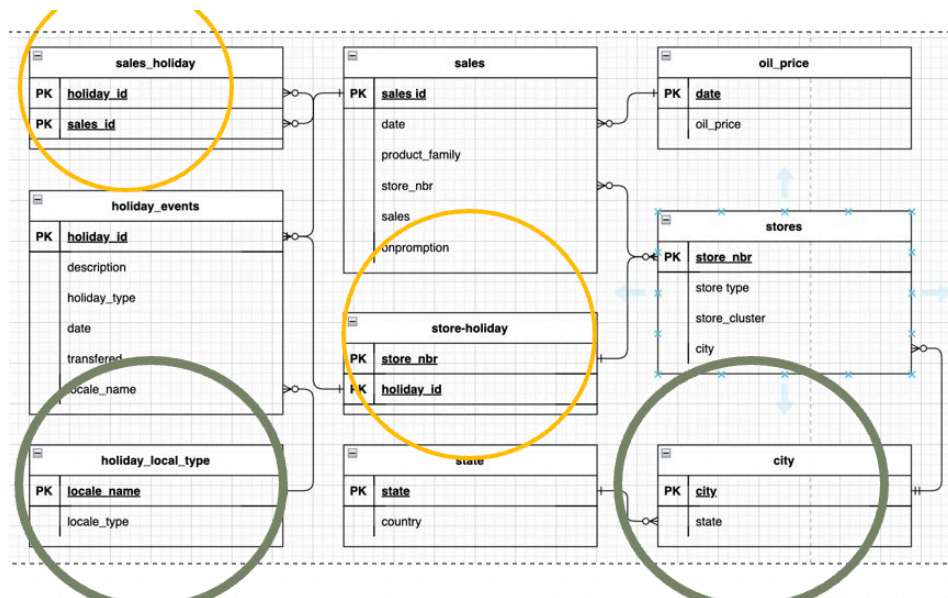 sales_holiday
PK holiday_id
PK sales_id
sales
PK sales id
date
product_family
store_nbr
sales
onpromption
oil_price
PK date
oil_price
holiday_events
PK holiday_id
description
holiday_type
date
transfered
locale_name
store-holiday
PK store_nbr
PK holiday_id
stores
PK store_nbr
store type
store_cluster
city
holiday_local_type
PK locale_name
locale_type
state
PK state
country
city
PK city
state